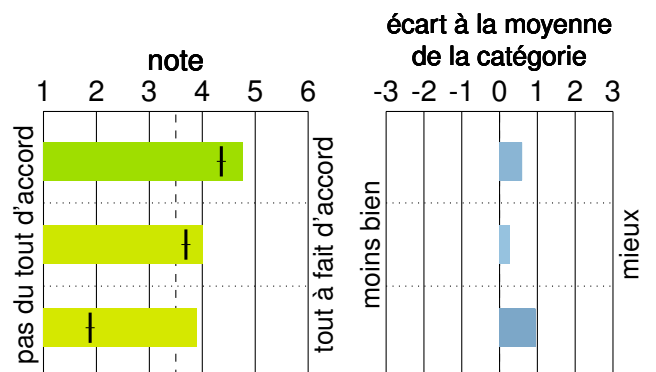 écart à la moyenne
de la catégorie
note
1 2 3 4 5 6
-3 -2 -1 0 1 2 3
pas du tout d'accord
tout à fait d'accord
moins bien
mieux